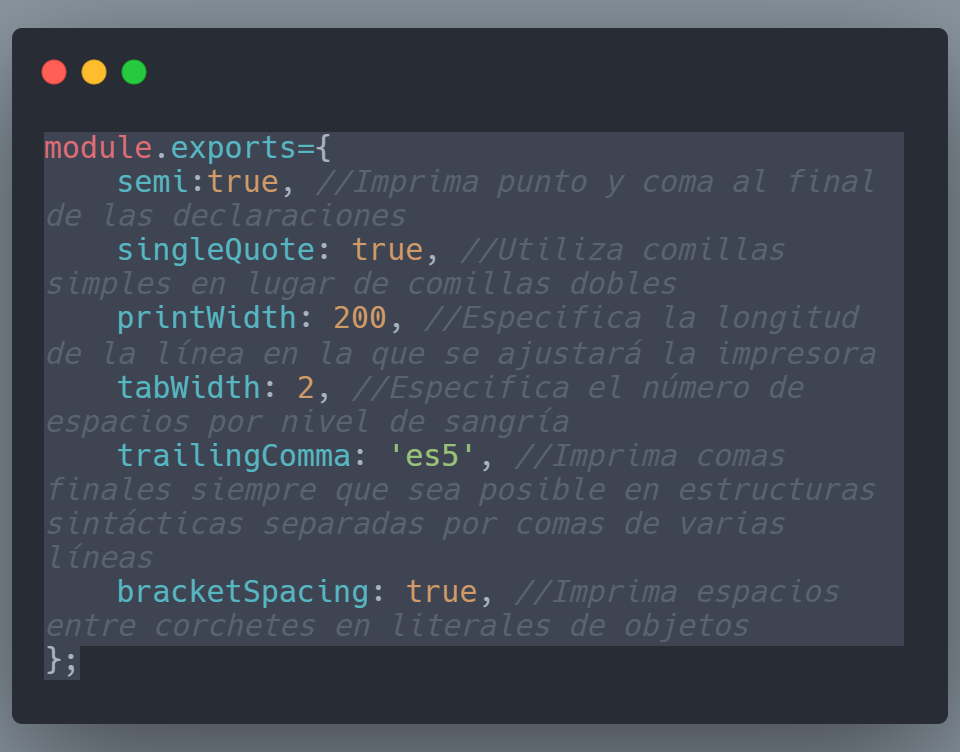 module.exports={
    semi:true, //Imprima punto y coma al final
de las declaraciones
    singleQuote: true, //Utiliza comillas
simples en lugar de comillas dobles
    printWidth: 200, //Especifica la longitud
de la línea en la que se ajustará la impresora
    tabWidth: 2, //Especifica el número de
espacios por nivel de sangría
    trailingComma: 'es5', //Imprima comas
finales siempre que sea posible en estructuras
sintácticas separadas por comas de varias
líneas
    bracketSpacing: true, //Imprima espacios
entre corchetes en literales de objetos
};